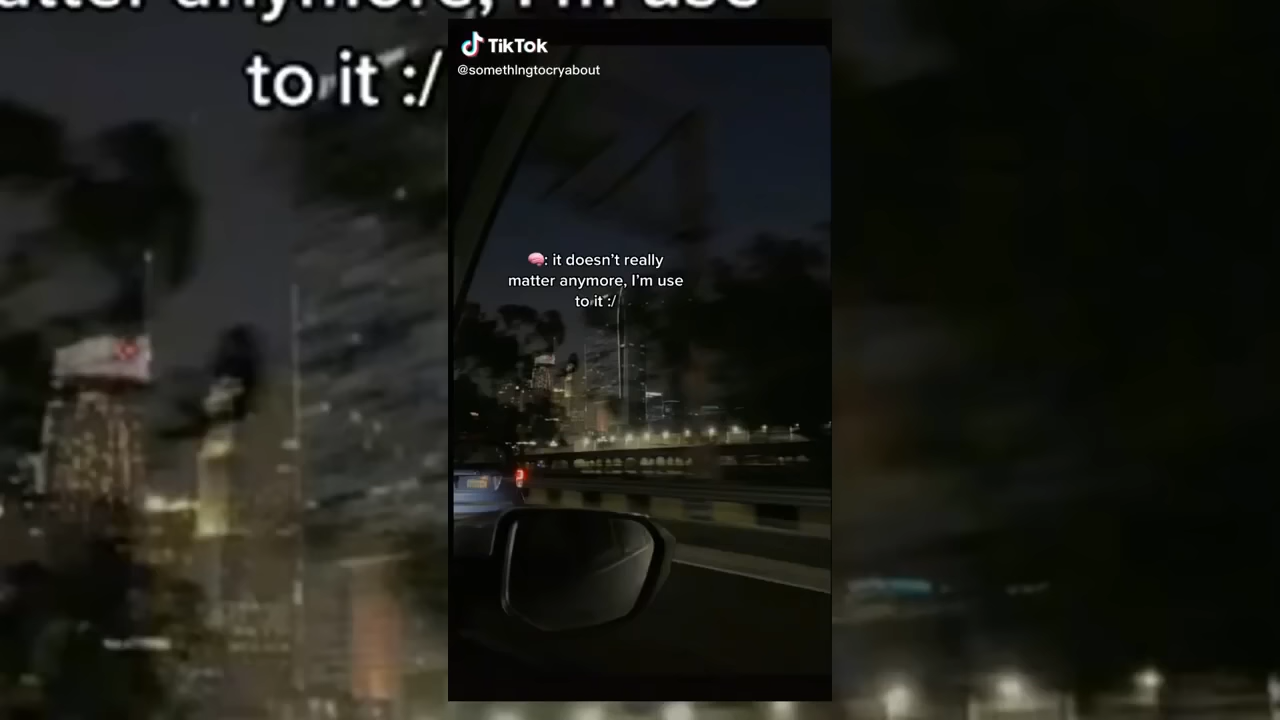 atter anymore, I'm use
to it :/
TikTok
@somethIngtocryabout
🧠: it doesn't really
matter anymore, I'm use
to it :/